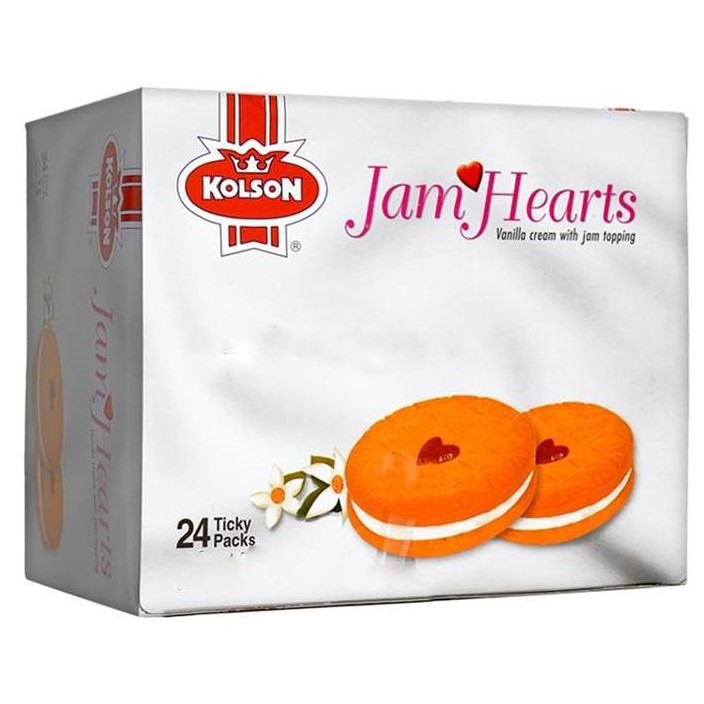 KOLSON
®
Jam Hearts
Vanilla cream with jam topping
24 Ticky
Packs
KOLSON
Jam Hearts